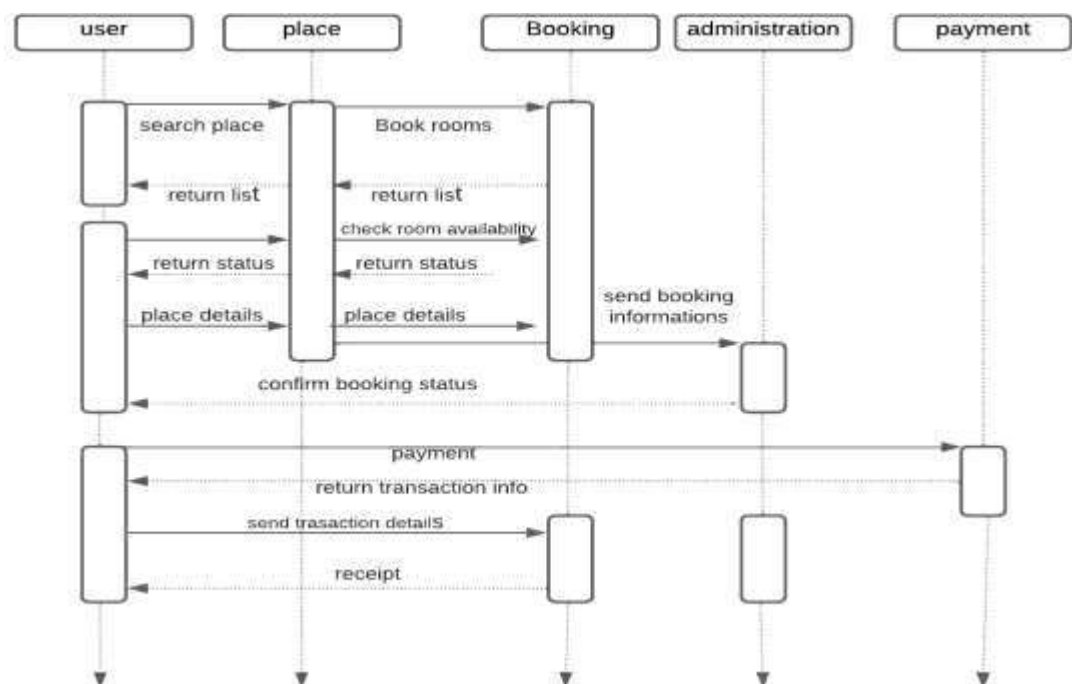 user
place
Booking
administration
payment
search place
Book rooms
return list
return list
check room availability
return status
return status
send booking
informations
place details
place details
confirm booking status
payment
return transaction info
send trasaction details
receipt